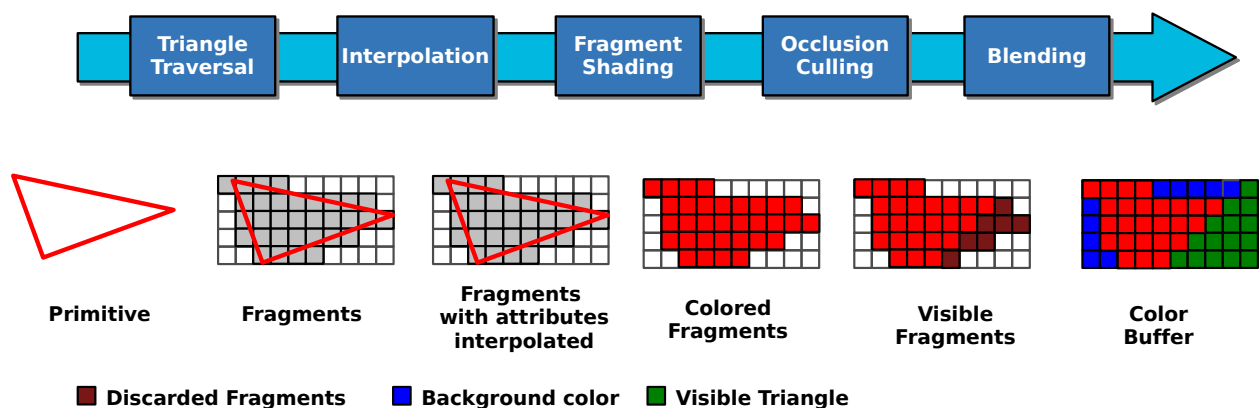 Triangle
Traversal
Interpolation
Fragment
Shading
Occlusion
Culling
Blending
Primitive
Fragments
Fragments
with attributes
interpolated
Colored
Fragments
Visible
Fragments
Color
Buffer
Discarded Fragments
Background color
Visible Triangle